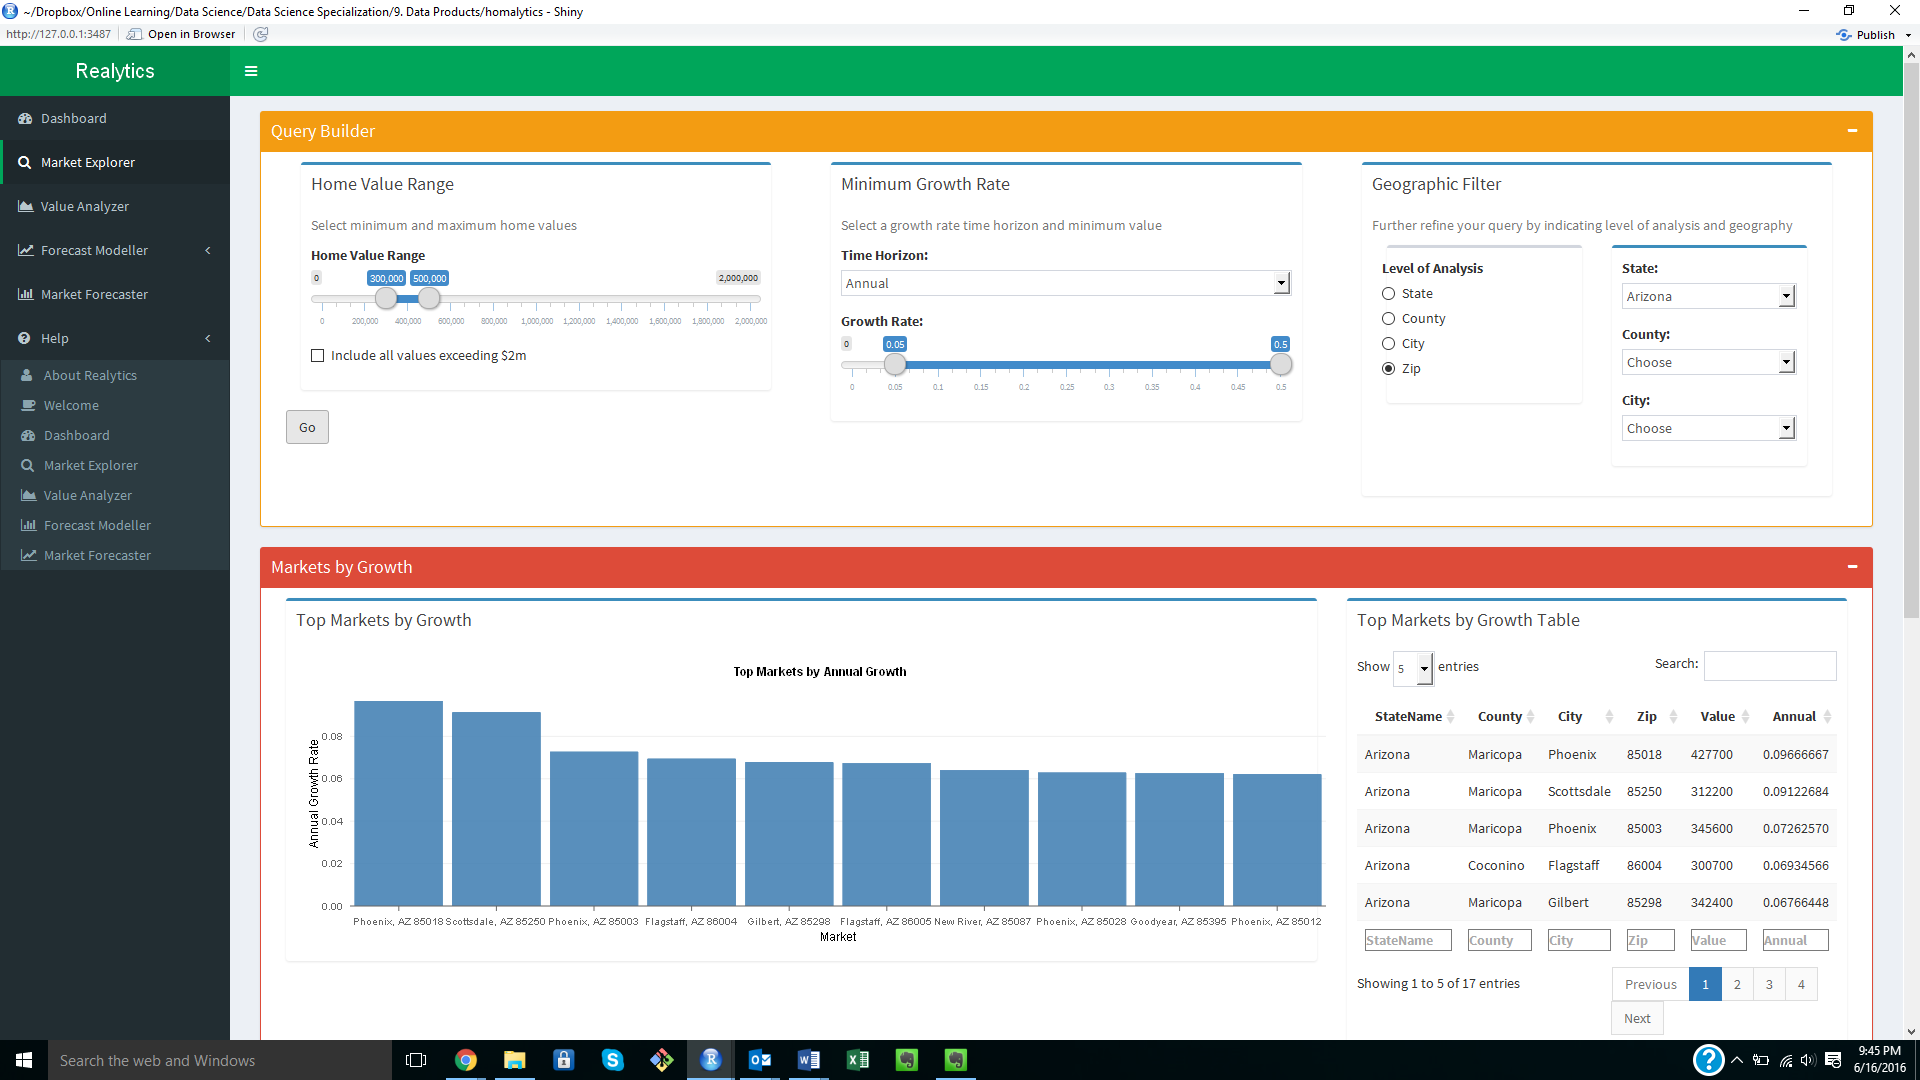 ~/Dropbox/Online Learning/Data Science/Data Science Specialization/9. Data Products/homalytics - Shiny
http://127.0.0.1:3487 Open in Browser Publish
Realytics
Dashboard
Market Explorer
Value Analyzer
Forecast Modeller
Market Forecaster
Help
About Realytics
Welcome
Dashboard
Market Explorer
Value Analyzer
Forecast Modeller
Market Forecaster
Query Builder
Home Value Range
Select minimum and maximum home values
Home Value Range
0 300,000 500,000 2,000,000
0 200,000 400,000 600,000 800,000 1,000,000 1,200,000 1,400,000 1,600,000 1,800,000 2,000,000
Include all values exceeding $2m
Go
Minimum Growth Rate
Select a growth rate time horizon and minimum value
Time Horizon:
Annual
Growth Rate:
0 0.05 0.5
0 0.05 0.1 0.15 0.2 0.25 0.3 0.35 0.4 0.45 0.5
Geographic Filter
Further refine your query by indicating level of analysis and geography
Level of Analysis
State
County
City
Zip
State:
Arizona
County:
Choose
City:
Choose
Markets by Growth
Top Markets by Growth
Top Markets by Annual Growth
Annual Growth Rate
0.08
0.06
0.04
0.02
0.00
Phoenix, AZ 85018 Scottsdale, AZ 85250 Phoenix, AZ 85003 Flagstaff, AZ 86004 Gilbert, AZ 85298 Flagstaff, AZ 86005 New River, AZ 85087 Phoenix, AZ 85028 Goodyear, AZ 85395 Phoenix, AZ 85012
Market
Top Markets by Growth Table
Show 5 entries Search:
StateName County City Zip Value Annual
Arizona Maricopa Phoenix 85018 427700 0.09666667
Arizona Maricopa Scottsdale 85250 312200 0.09122684
Arizona Maricopa Phoenix 85003 345600 0.07262570
Arizona Coconino Flagstaff 86004 300700 0.06934566
Arizona Maricopa Gilbert 85298 342400 0.06766448
StateName County City Zip Value Annual
Showing 1 to 5 of 17 entries
Previous 1 2 3 4
Next
Search the web and Windows
9:45 PM
6/16/2016